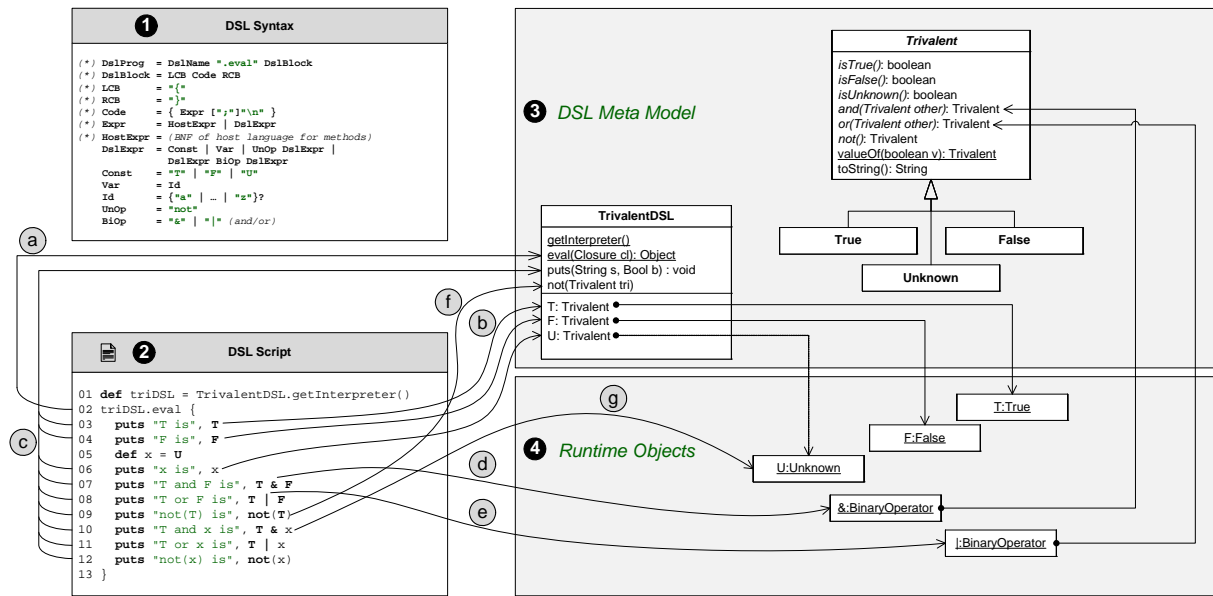 1 DSL Syntax
(*) DslProg = DslName ".eval" DslBlock
(*) DslBlock = LCB Code RCB
(*) LCB = "{"
(*) RCB = "}"
(*) Code = { Expr [";"]"\n" }
(*) Expr = HostExpr | DslExpr
(*) HostExpr = (BNF of host language for methods)
DslExpr = Const | Var | UnOp DslExpr |
DslExpr BiOp DslExpr
Const = "T" | "F" | "U"
Var = Id
Id = {"a" | … | "z"}?
UnOp = "not"
BiOp = "&" | "|" (and/or)
a
c
2 DSL Script
01 def triDSL = TrivalentDSL.getInterpreter()
02 triDSL.eval {
03 puts "T is", T
04 puts "F is", F
05 def x = U
06 puts "x is", x
07 puts "T and F is", T & F
08 puts "T or F is", T | F
09 puts "not(T) is", not(T)
10 puts "T and x is", T & x
11 puts "T or x is", T | x
12 puts "not(x) is", not(x)
13 }
f
b
d
e
g
3 DSL Meta Model
Trivalent
isTrue(): boolean
isFalse(): boolean
isUnknown(): boolean
and(Trivalent other): Trivalent
or(Trivalent other): Trivalent
not(): Trivalent
valueOf(boolean v): Trivalent
toString(): String
True
False
Unknown
TrivalentDSL
getInterpreter()
eval(Closure cl): Object
puts(String s, Bool b) : void
not(Trivalent tri)
T: Trivalent
F: Trivalent
U: Trivalent
4 Runtime Objects
T:True
F:False
U:Unknown
&:BinaryOperator
|:BinaryOperator